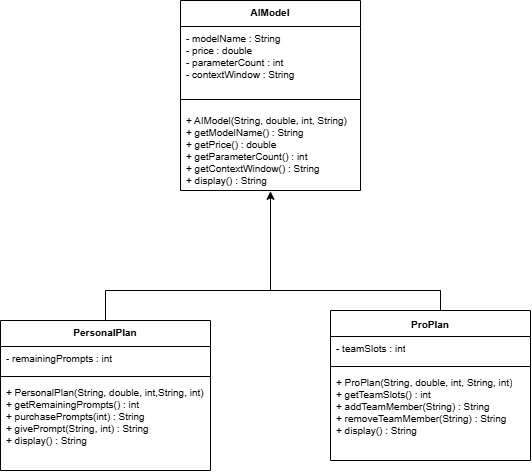 AIModel
- modelName : String
- price : double
- parameterCount : int
- contextWindow : String
+ AIModel(String, double, int, String)
+ getModelName() : String
+ getPrice() : double
+ getParameterCount() : int
+ getContextWindow() : String
+ display() : String
PersonalPlan
- remainingPrompts : int
+ PersonalPlan(String, double, int,String, int)
+ getRemainingPrompts() : int
+ purchasePrompts(int) : String
+ givePrompt(String, int) : String
+ display() : String
ProPlan
- teamSlots : int
+ ProPlan(String, double, int, String, int)
+ getTeamSlots() : int
+ addTeamMember(String) : String
+ removeTeamMember(String) : String
+ display() : String